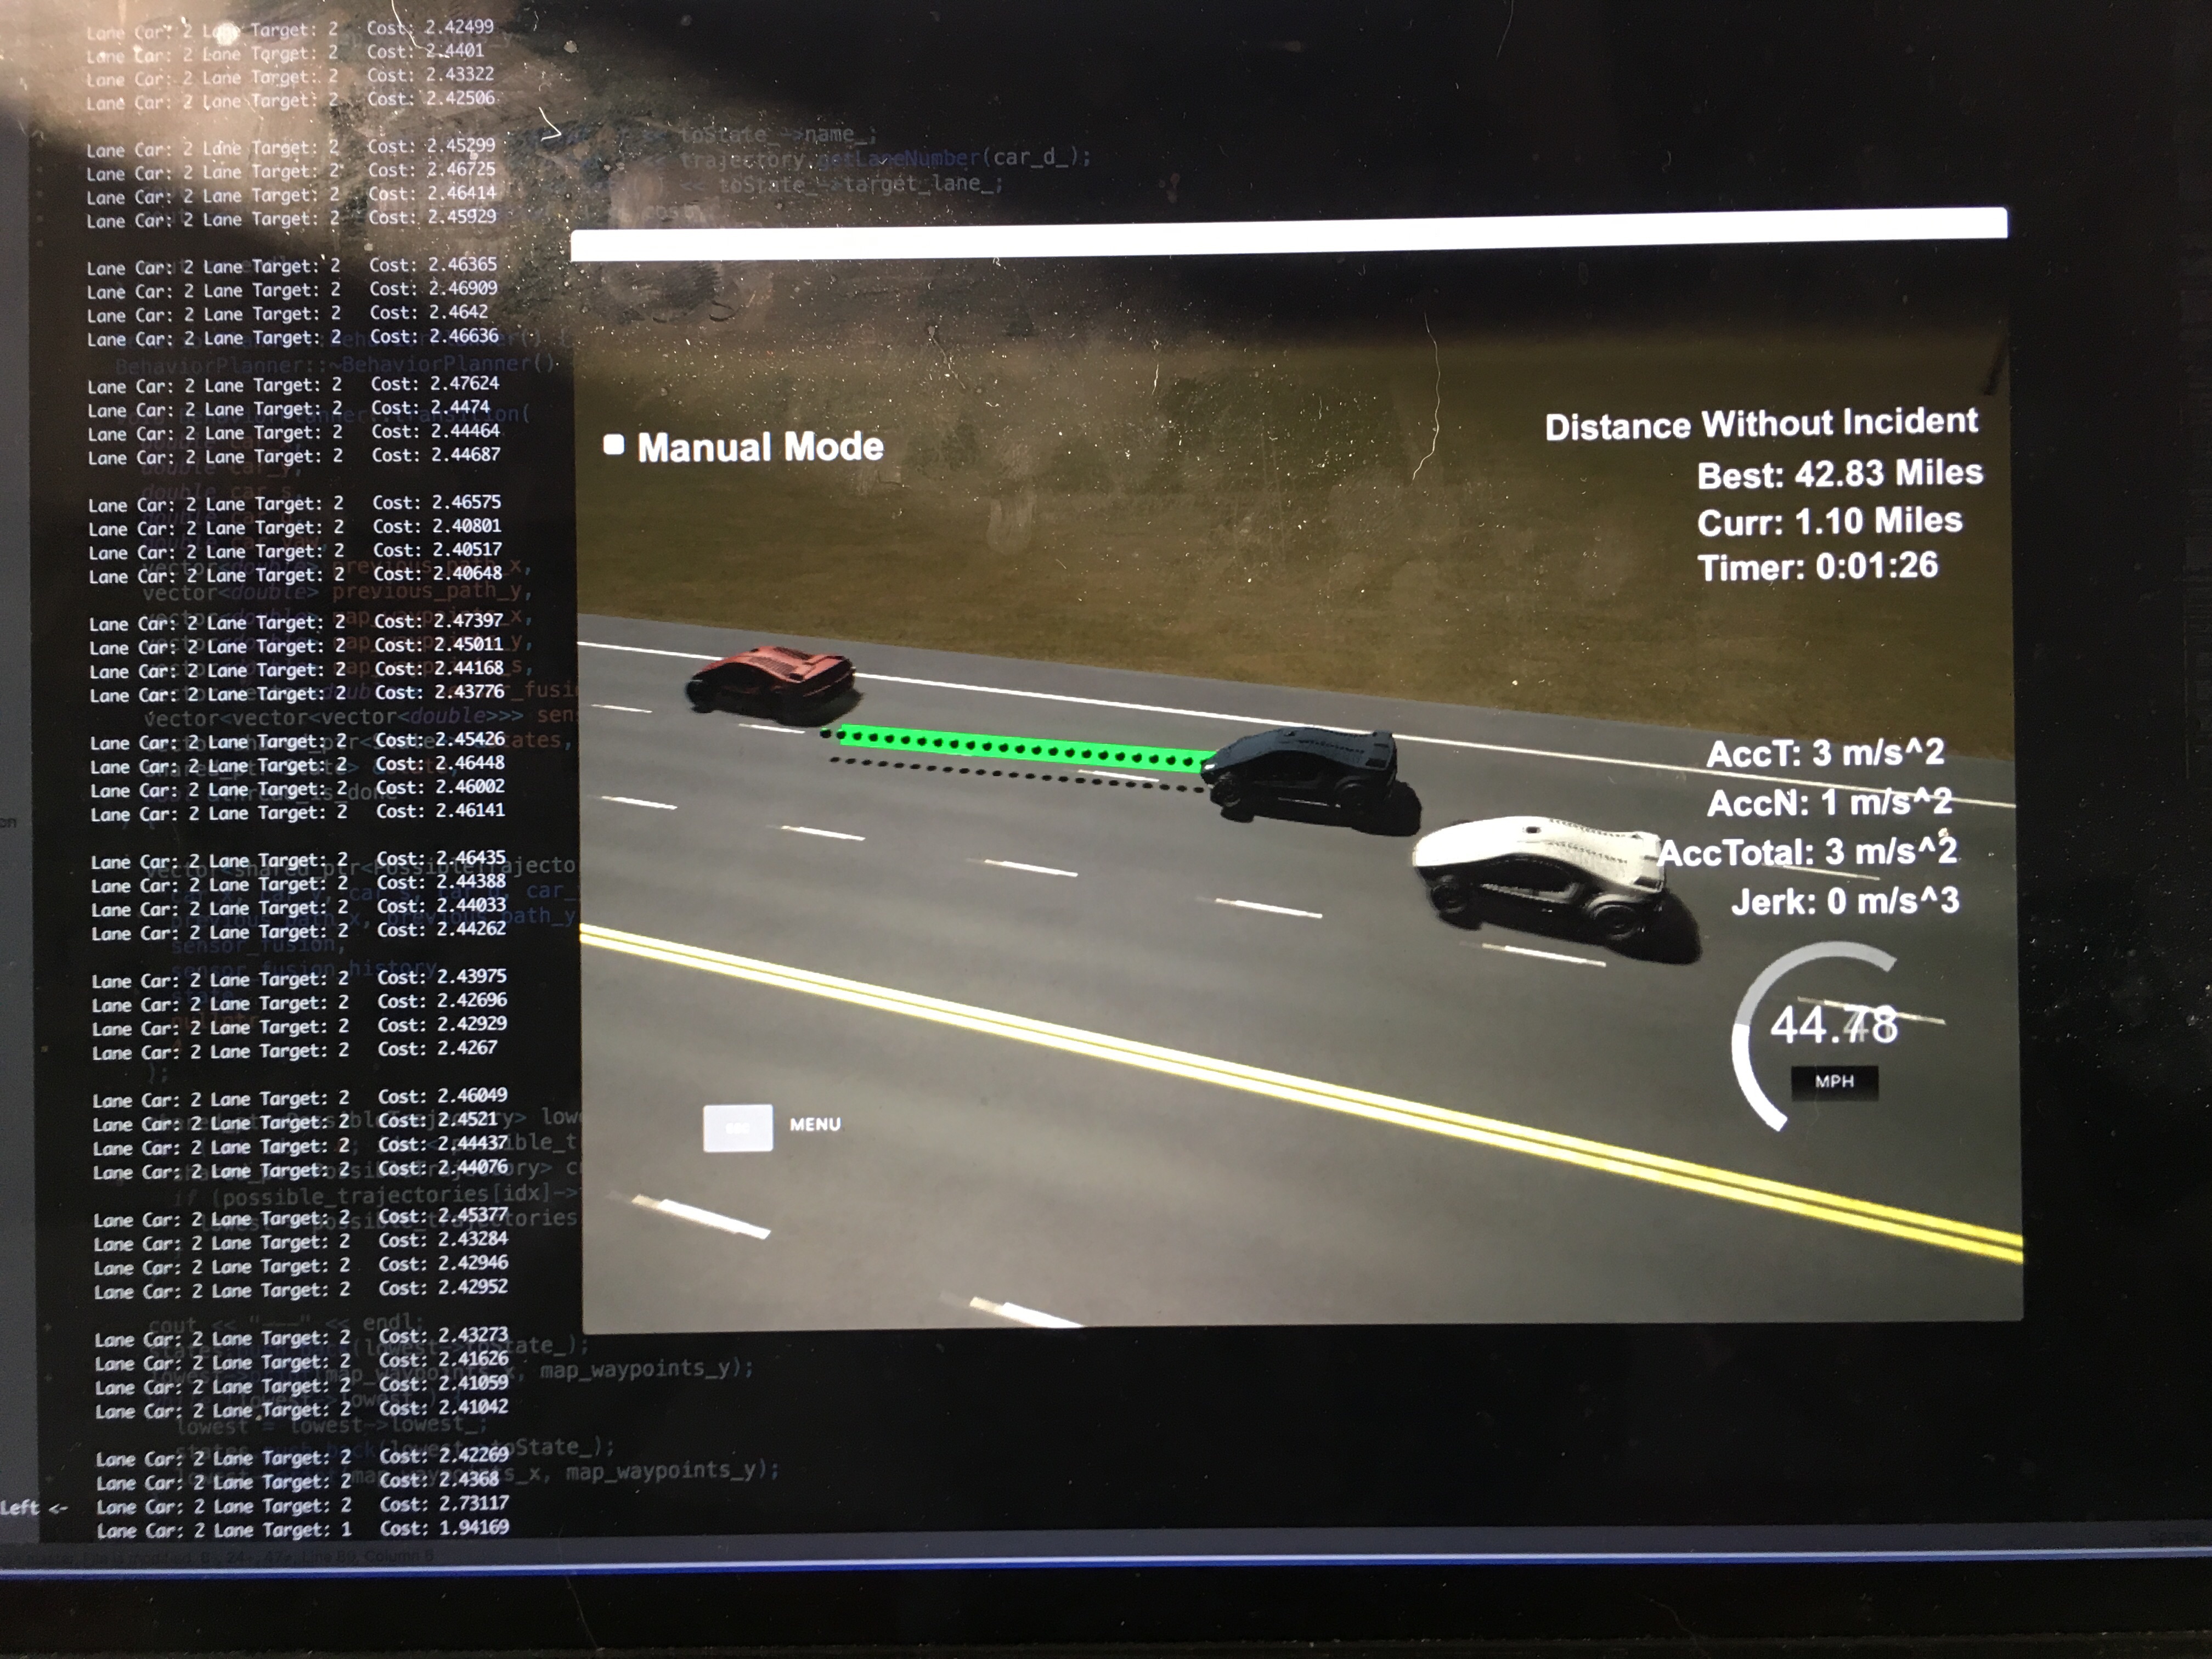 Lane Car: 2 Lane Target: 2 Cost: 2.42499
Lane Car: 2 Lane Target: 2 Cost: 2.4401
Lane Car: 2 Lane Target: 2 Cost: 2.43322
Lane Car: 2 Lane Target: 2 Cost: 2.42506
Lane Car: 2 Lane Target: 2 Cost: 2.45299
Lane Car: 2 Lane Target: 2 Cost: 2.46725
Lane Car: 2 Lane Target: 2 Cost: 2.46414
Lane Car: 2 Lane Target: 2 Cost: 2.45929
Lane Car: 2 Lane Target: 2 Cost: 2.46365
Lane Car: 2 Lane Target: 2 Cost: 2.46909
Lane Car: 2 Lane Target: 2 Cost: 2.4642
Lane Car: 2 Lane Target: 2 Cost: 2.46636
Lane Car: 2 Lane Target: 2 Cost: 2.47624
Lane Car: 2 Lane Target: 2 Cost: 2.4474
Lane Car: 2 Lane Target: 2 Cost: 2.44464
Lane Car: 2 Lane Target: 2 Cost: 2.44687
Lane Car: 2 Lane Target: 2 Cost: 2.46575
Lane Car: 2 Lane Target: 2 Cost: 2.40801
Lane Car: 2 Lane Target: 2 Cost: 2.40517
Lane Car: 2 Lane Target: 2 Cost: 2.40648
Lane Car: 2 Lane Target: 2 Cost: 2.47397
Lane Car: 2 Lane Target: 2 Cost: 2.45011
Lane Car: 2 Lane Target: 2 Cost: 2.44168
Lane Car: 2 Lane Target: 2 Cost: 2.43776
Lane Car: 2 Lane Target: 2 Cost: 2.45426
Lane Car: 2 Lane Target: 2 Cost: 2.46448
Lane Car: 2 Lane Target: 2 Cost: 2.46002
Lane Car: 2 Lane Target: 2 Cost: 2.46141
Lane Car: 2 Lane Target: 2 Cost: 2.46435
Lane Car: 2 Lane Target: 2 Cost: 2.44388
Lane Car: 2 Lane Target: 2 Cost: 2.44033
Lane Car: 2 Lane Target: 2 Cost: 2.44262
Lane Car: 2 Lane Target: 2 Cost: 2.43975
Lane Car: 2 Lane Target: 2 Cost: 2.42696
Lane Car: 2 Lane Target: 2 Cost: 2.42929
Lane Car: 2 Lane Target: 2 Cost: 2.4267
Lane Car: 2 Lane Target: 2 Cost: 2.46049
Lane Car: 2 Lane Target: 2 Cost: 2.4521
Lane Car: 2 Lane Target: 2 Cost: 2.44437
Lane Car: 2 Lane Target: 2 Cost: 2.44076
Lane Car: 2 Lane Target: 2 Cost: 2.45377
Lane Car: 2 Lane Target: 2 Cost: 2.43284
Lane Car: 2 Lane Target: 2 Cost: 2.42946
Lane Car: 2 Lane Target: 2 Cost: 2.42952
Lane Car: 2 Lane Target: 2 Cost: 2.43273
Lane Car: 2 Lane Target: 2 Cost: 2.41626
Lane Car: 2 Lane Target: 2 Cost: 2.41059
Lane Car: 2 Lane Target: 2 Cost: 2.41042
Lane Car: 2 Lane Target: 2 Cost: 2.42269
Lane Car: 2 Lane Target: 2 Cost: 2.4368
Left <- Lane Car: 2 Lane Target: 2 Cost: 2.73117
Lane Car: 2 Lane Target: 1 Cost: 1.94169
<< toState_->name_;
<< trajectory.getLaneNumber(car_d_);
<< toState_->target_lane_;
BehaviorPlanner::~BehaviorPlanner()
vector<double> previous_path_y,
vector<vector<vector<double>>>
sensor_fusion,
if (possible_trajectories[idx]->
cout << "~~~" << endl;
map_waypoints_y);
lowest = lowest->lowest_;
map_waypoints_y);
Manual Mode
Distance Without Incident
Best: 42.83 Miles
Curr: 1.10 Miles
Timer: 0:01:26
AccT: 3 m/s^2
AccN: 1 m/s^2
AccTotal: 3 m/s^2
Jerk: 0 m/s^3
44.78
MPH
MENU